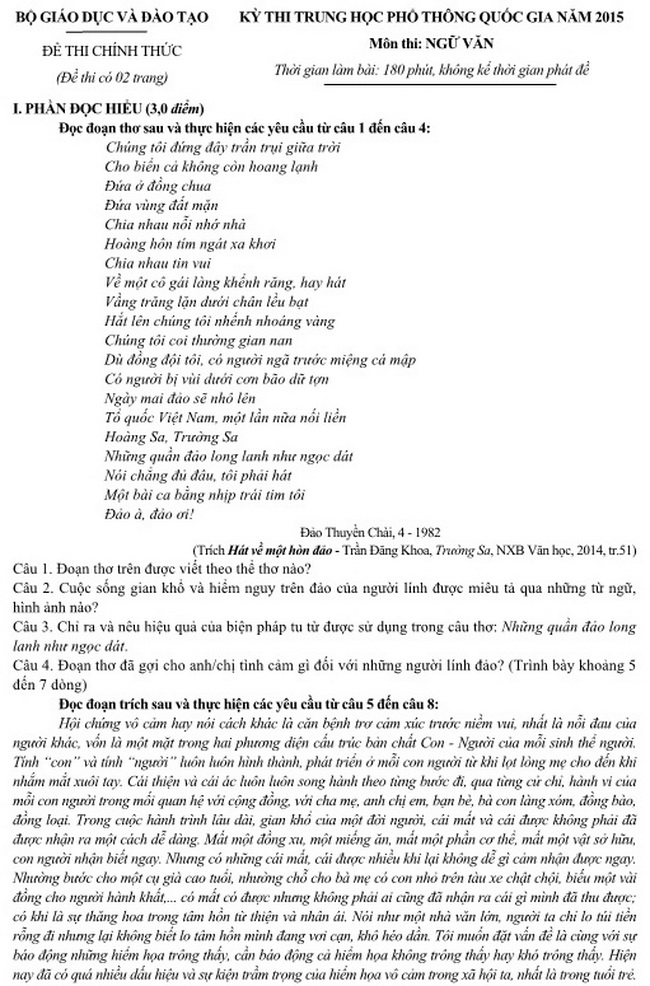 BỘ GIÁO DỤC VÀ ĐÀO TẠO
KỲ THI TRUNG HỌC PHỔ THÔNG QUỐC GIA NĂM 2015
ĐỀ THI CHÍNH THỨC
Môn thi: NGỮ VĂN
(Đề thi có 02 trang)
Thời gian làm bài: 180 phút, không kể thời gian phát đề
I. PHẦN ĐỌC HIỂU (3,0 điểm)
Đọc đoạn thơ sau và thực hiện các yêu cầu từ câu 1 đến câu 4:
Chúng tôi đứng đây trần trụi giữa trời
Cho biển cả không còn hoang lạnh
Đứa ở đồng chua
Đứa vùng đất mặn
Chia nhau nỗi nhớ nhà
Hoàng hôn tím ngát xa khơi
Chia nhau tin vui
Về một cô gái làng khểnh răng, hay hát
Vầng trăng lặn dưới chân lều bạt
Hắt lên chúng tôi nhểnh nhoáng vàng
Chúng tôi coi thường gian nan
Dù đồng đội tôi, có người ngã trước miệng cá mập
Có người bị vùi dưới cơn bão dữ tợn
Ngày mai đảo sẽ nhô lên
Tổ quốc Việt Nam, một lần nữa nối liền
Hoàng Sa, Trường Sa
Những quần đảo long lanh như ngọc dát
Nói chẳng đủ đâu, tôi phải hát
Một bài ca bằng nhịp trái tim tôi
Đảo à, đảo ơi!
Đảo Thuyền Chài, 4 - 1982
(Trích Hát về một hòn đảo - Trần Đăng Khoa, Trường Sa, NXB Văn học, 2014, tr.51)
Câu 1. Đoạn thơ trên được viết theo thể thơ nào?
Câu 2. Cuộc sống gian khổ và hiểm nguy trên đảo của người lính được miêu tả qua những từ ngữ,
hình ảnh nào?
Câu 3. Chỉ ra và nêu hiệu quả của biện pháp tu từ được sử dụng trong câu thơ: Những quần đảo long
lanh như ngọc dát.
Câu 4. Đoạn thơ đã gợi cho anh/chị tình cảm gì đối với những người lính đảo? (Trình bày khoảng 5
đến 7 dòng)
Đọc đoạn trích sau và thực hiện các yêu cầu từ câu 5 đến câu 8:
Hội chứng vô cảm hay nói cách khác là căn bệnh trơ cảm xúc trước niềm vui, nhất là nỗi đau của
người khác, vốn là một mặt trong hai phương diện cấu trúc bản chất Con - Người của mỗi sinh thể người.
Tính “con” và tính “người” luôn luôn hình thành, phát triển ở mỗi con người từ khi lọt lòng mẹ cho đến khi
nhắm mắt xuôi tay. Cái thiện và cái ác luôn luôn song hành theo từng bước đi, qua từng cử chỉ, hành vi của
mỗi con người trong mối quan hệ với cộng đồng, với cha mẹ, anh chị em, bạn bè, bà con làng xóm, đồng bào,
đồng loại. Trong cuộc hành trình lâu dài, gian khổ của một đời người, cái mất và cái được không phải đã
được nhận ra một cách dễ dàng. Mất một đồng xu, một miếng ăn, mất một phần cơ thể, mất một vật sở hữu,
con người nhận biết ngay. Nhưng có những cái mất, cái được nhiều khi lại không dễ gì cảm nhận được ngay.
Nhường bước cho một cụ già cao tuổi, nhường chỗ cho bà mẹ có con nhỏ trên tàu xe chật chội, biếu một vài
đồng cho người hành khất,... có mất có được nhưng không phải ai cũng đã nhận ra cái gì mình đã thu được;
có khi là sự thăng hoa trong tâm hồn từ thiện và nhân ái. Nói như một nhà văn lớn, người ta chỉ lo túi tiền
rỗng đi nhưng lại không biết lo tâm hồn mình đang vơi cạn, khô héo dần. Tôi muốn đặt vấn đề là cùng với sự
báo động những hiểm họa trông thấy, cần báo động cả hiểm họa không trông thấy hay khó trông thấy. Hiện
nay đã có quá nhiều dấu hiệu và sự kiện trầm trọng của hiểm họa vô cảm trong xã hội ta, nhất là trong tuổi trẻ.